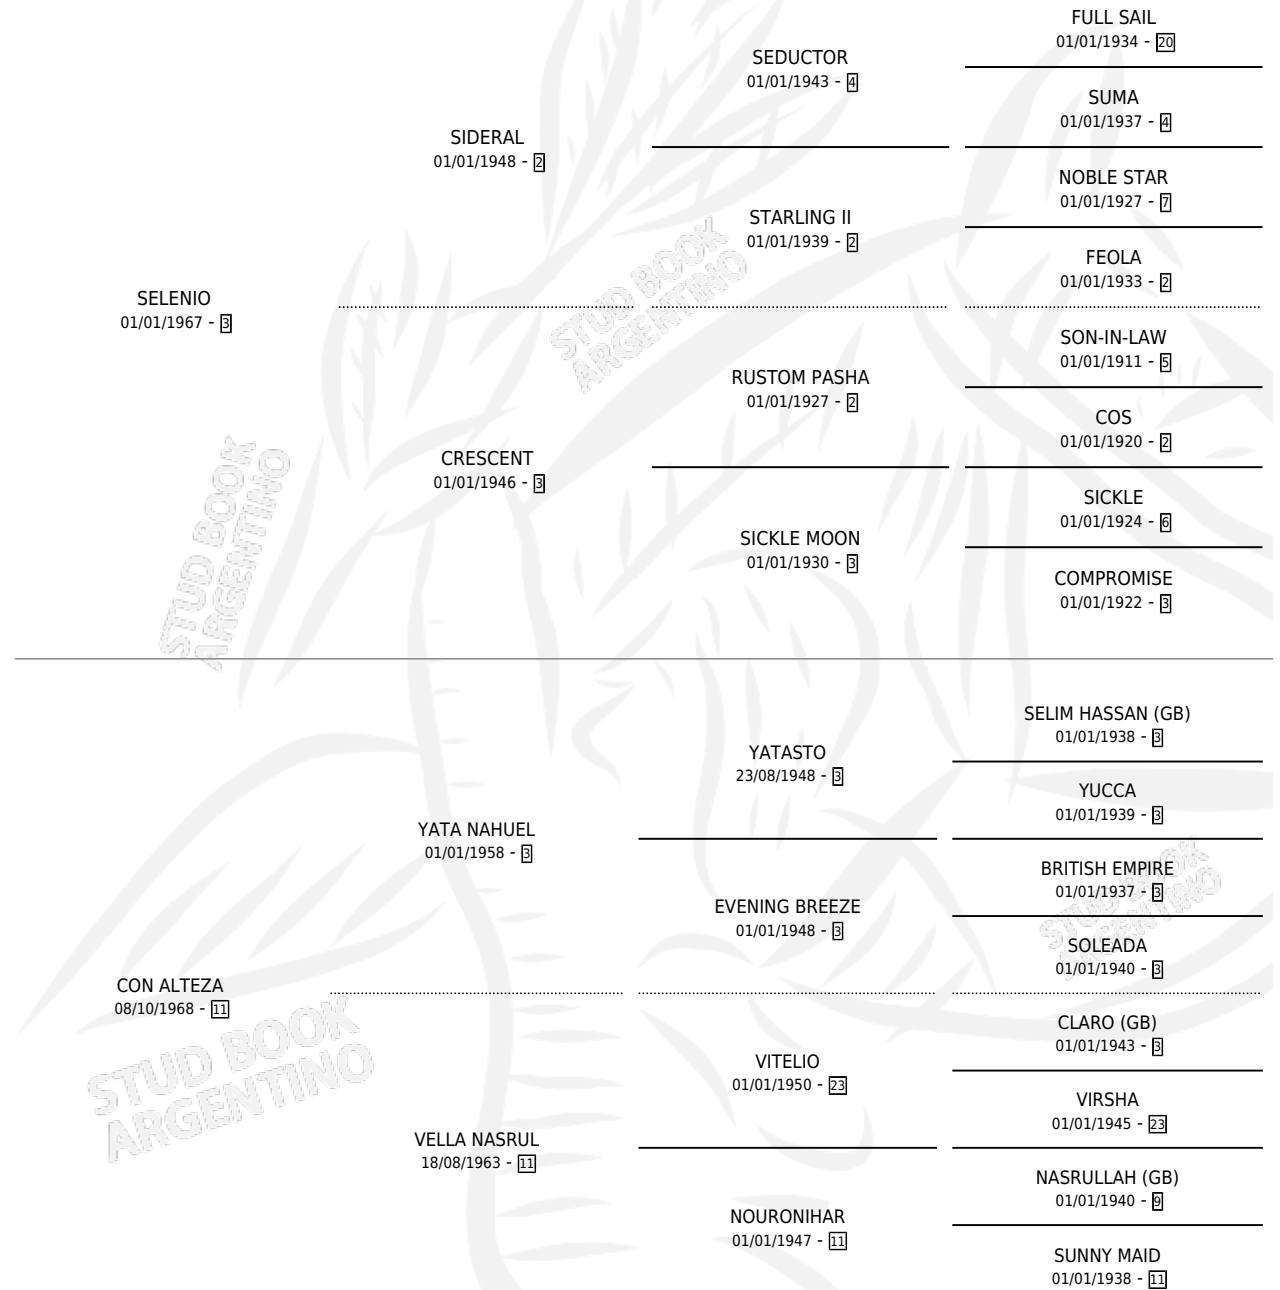 FULL SAIL
01/01/1934 - 20
SEDUCTOR
01/01/1943 - 4
SUMA
01/01/1937 - 4
SIDERAL
01/01/1948 - 2
NOBLE STAR
01/01/1927 - 7
STARLING II
01/01/1939 - 2
FEOLA
01/01/1933 - 2
SELENIO
01/01/1967 - 3
SON-IN-LAW
01/01/1911 - 5
RUSTOM PASHA
01/01/1927 - 2
COS
01/01/1920 - 2
CRESCENT
01/01/1946 - 3
SICKLE
01/01/1924 - 6
SICKLE MOON
01/01/1930 - 3
COMPROMISE
01/01/1922 - 3
SELIM HASSAN (GB)
01/01/1938 - 3
YATASTO
23/08/1948 - 3
YUCCA
01/01/1939 - 3
YATA NAHUEL
01/01/1958 - 3
BRITISH EMPIRE
01/01/1937 - 3
EVENING BREEZE
01/01/1948 - 3
SOLEADA
01/01/1940 - 3
CON ALTEZA
08/10/1968 - 11
CLARO (GB)
01/01/1943 - 3
VITELIO
01/01/1950 - 23
VIRSHA
01/01/1945 - 23
VELLA NASRUL
18/08/1963 - 11
NASRULLAH (GB)
01/01/1940 - 9
NOURONIHAR
01/01/1947 - 11
SUNNY MAID
01/01/1938 - 11
STUD BOOK
ARGENTINO
STUD BOOK
ARGENTINO
STUD BOOK
ARGENTINO
STUD BOOK
ARGENTINO